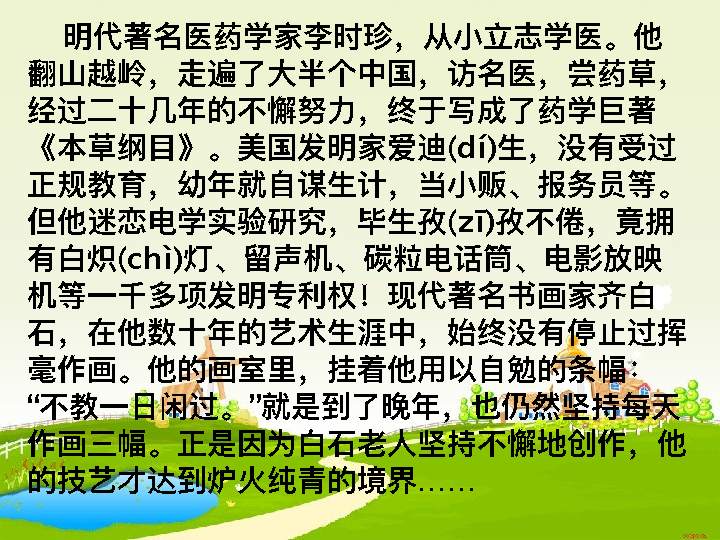 明代著名医药学家李时珍，从小立志学医。他
翻山越岭，走遍了大半个中国，访名医，尝药草，
经过二十几年的不懈努力，终于写成了药学巨著
《本草纲目》。美国发明家爱迪(dí)生，没有受过
正规教育，幼年就自谋生计，当小贩、报务员等。
但他迷恋电学实验研究，毕生孜(zī)孜不倦，竟拥
有白炽(chì)灯、留声机、碳粒电话筒、电影放映
机等一千多项发明专利权！现代著名书画家齐白
石，在他数十年的艺术生涯中，始终没有停止过挥
毫作画。他的画室里，挂着他用以自勉的条幅：
“不教一日闲过。”就是到了晚年，也仍然坚持每天
作画三幅。正是因为白石老人坚持不懈地创作，他
的技艺才达到炉火纯青的境界……